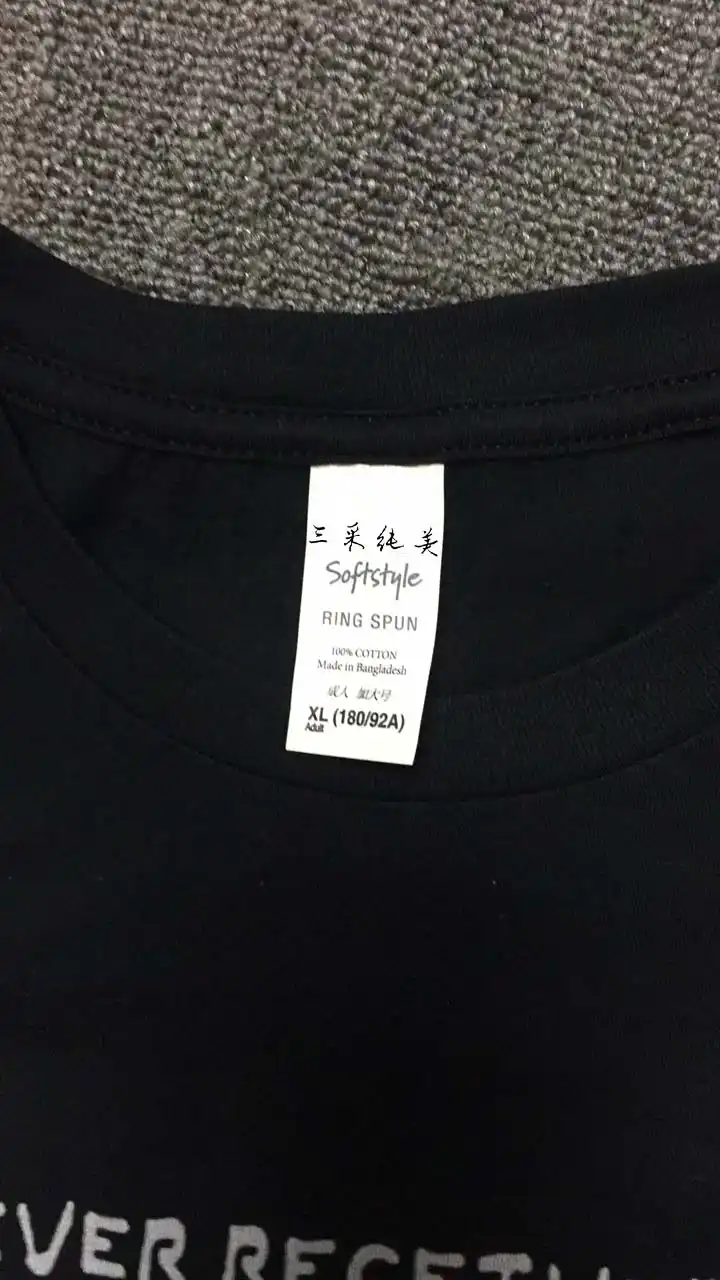 三采纯美
Softstyle
RING SPUN
100% COTTON
Made in Bangladesh
成人 加大号
XL (180/92A)
Adult